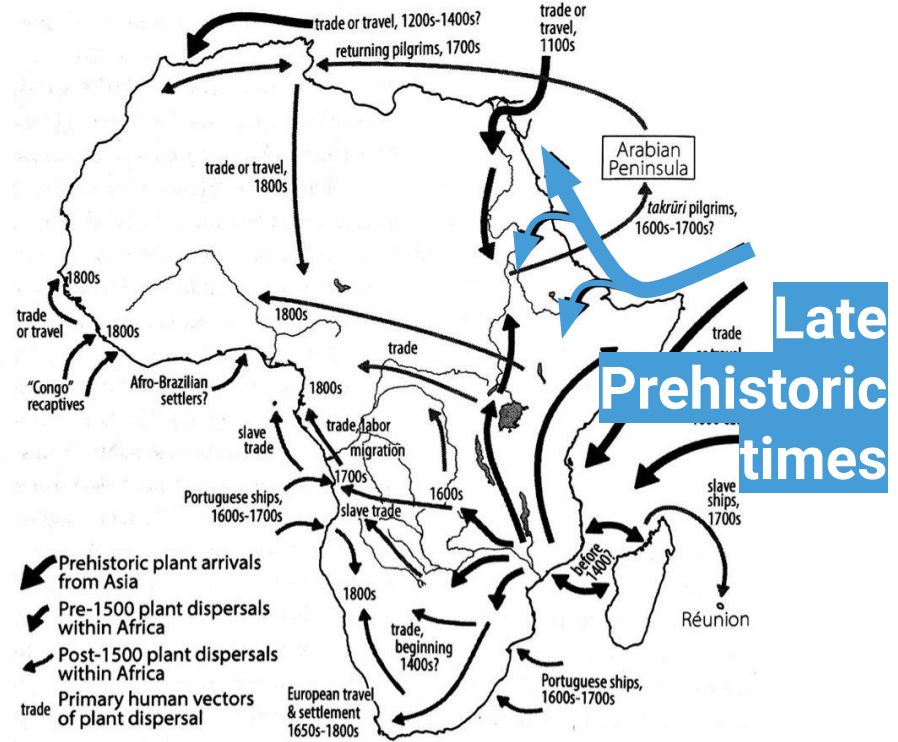 trade or travel, 1200s-1400s?
trade or
travel,
1100s
returning pilgrims, 1700s
Arabian
Peninsula
trade or travel,
1800s
takrūri pilgrims,
1600s-1700s?
1800s
trade
or travel
1800s
1800s
trade
Late
Prehistoric
times
trade
"Congo"
recaptives
Afro-Brazilian
settlers?
1800s
slave
trade
trade, labor
migration
1700s
1600s
slave trade
Portuguese ships,
1600s-1700s
slave
ships,
1700s
before
1400?
Réunion
Prehistoric plant arrivals
from Asia
Pre-1500 plant dispersals
within Africa
Post-1500 plant dispersals
within Africa
trade Primary human vectors
of plant dispersal
1800s
trade,
beginning
1400s?
European travel
& settlement
1650s-1800s
Portuguese ships,
1600s-1700s